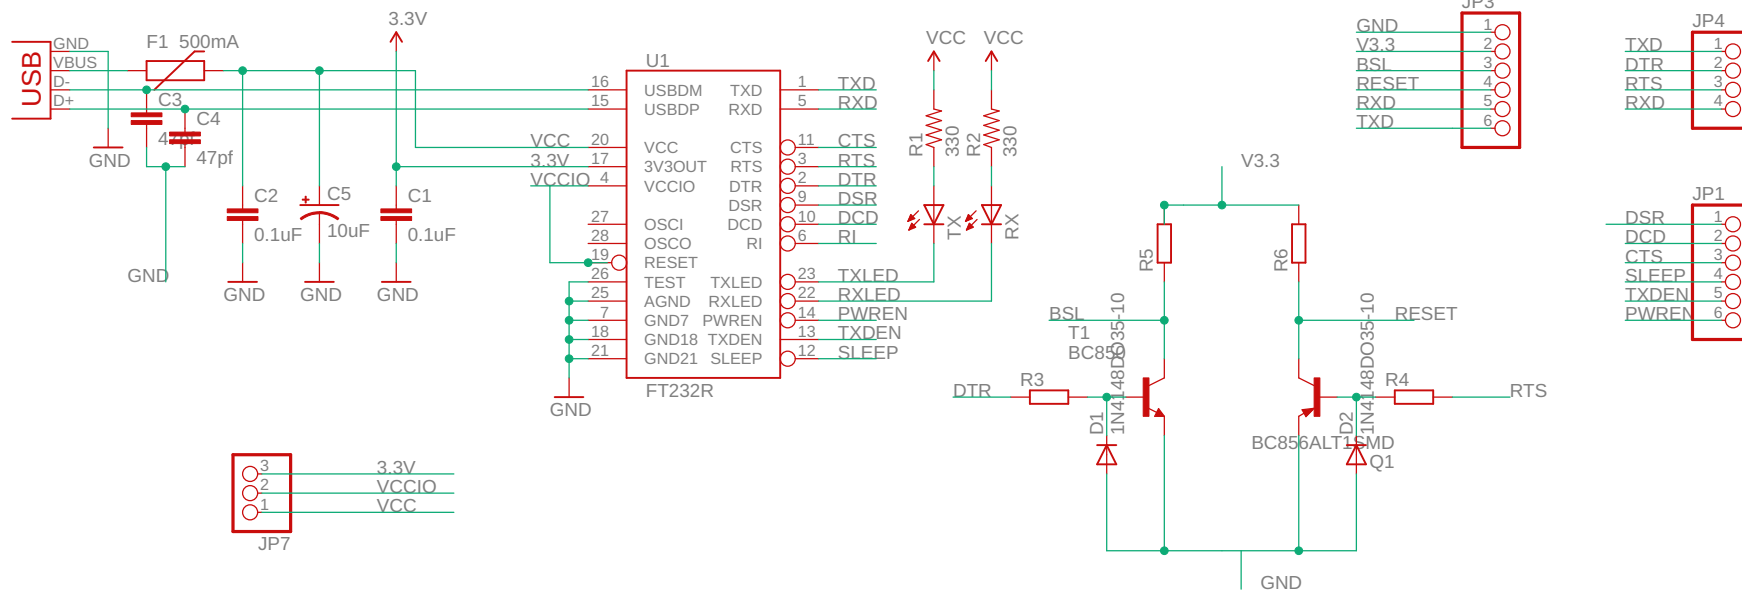 USB
GND
VBUS
D-
D+
F1 500mA
3.3V
C3
47pf
C4
47pf
GND
GND
C2
0.1uF
GND
C5
10uF
GND
C1
0.1uF
GND
U1
FT232R
VCC
3.3V
VCCIO
16 USBDM
15 USBDP
20 VCC
17 3V3OUT
4 VCCIO
27 OSCI
28 OSCO
19 RESET
26 TEST
25 AGND
7 GND7
18 GND18
21 GND21
GND
TXD 1 TXD
RXD 5 RXD
CTS 11 CTS
RTS 3 RTS
DTR 2 DTR
DSR 9 DSR
DCD 10 DCD
RI 6 RI
TXLED 23 TXLED
RXLED 22 RXLED
PWREN 14 PWREN
TXDEN 13 TXDEN
SLEEP 12 SLEEP
VCC
R1
330
TX
VCC
R2
330
RX
JP7
3 3.3V
2 VCCIO
1 VCC
V3.3
R5
R6
BSL
T1
BC850
RESET
DTR
R3
D1
1N4148DO35-10
R4
RTS
D2
1N4148DO35-10
BC856ALT1SMD
Q1
GND
JP3
GND 1
V3.3 2
BSL 3
RESET 4
RXD 5
TXD 6
JP4
TXD 1
DTR 2
RTS 3
RXD 4
JP1
DSR 1
DCD 2
CTS 3
SLEEP 4
TXDEN 5
PWREN 6